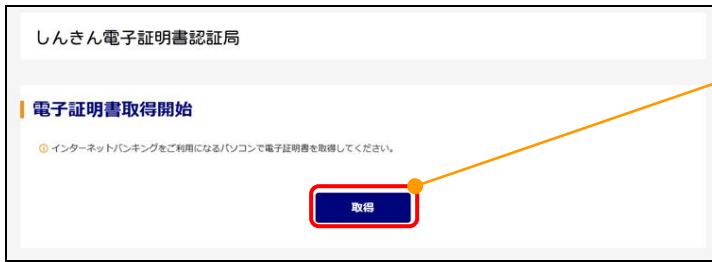 しんきん電子証明書認証局
電子証明書取得開始
インターネットバンキングをご利用になるパソコンで電子証明書を取得してください。
取得